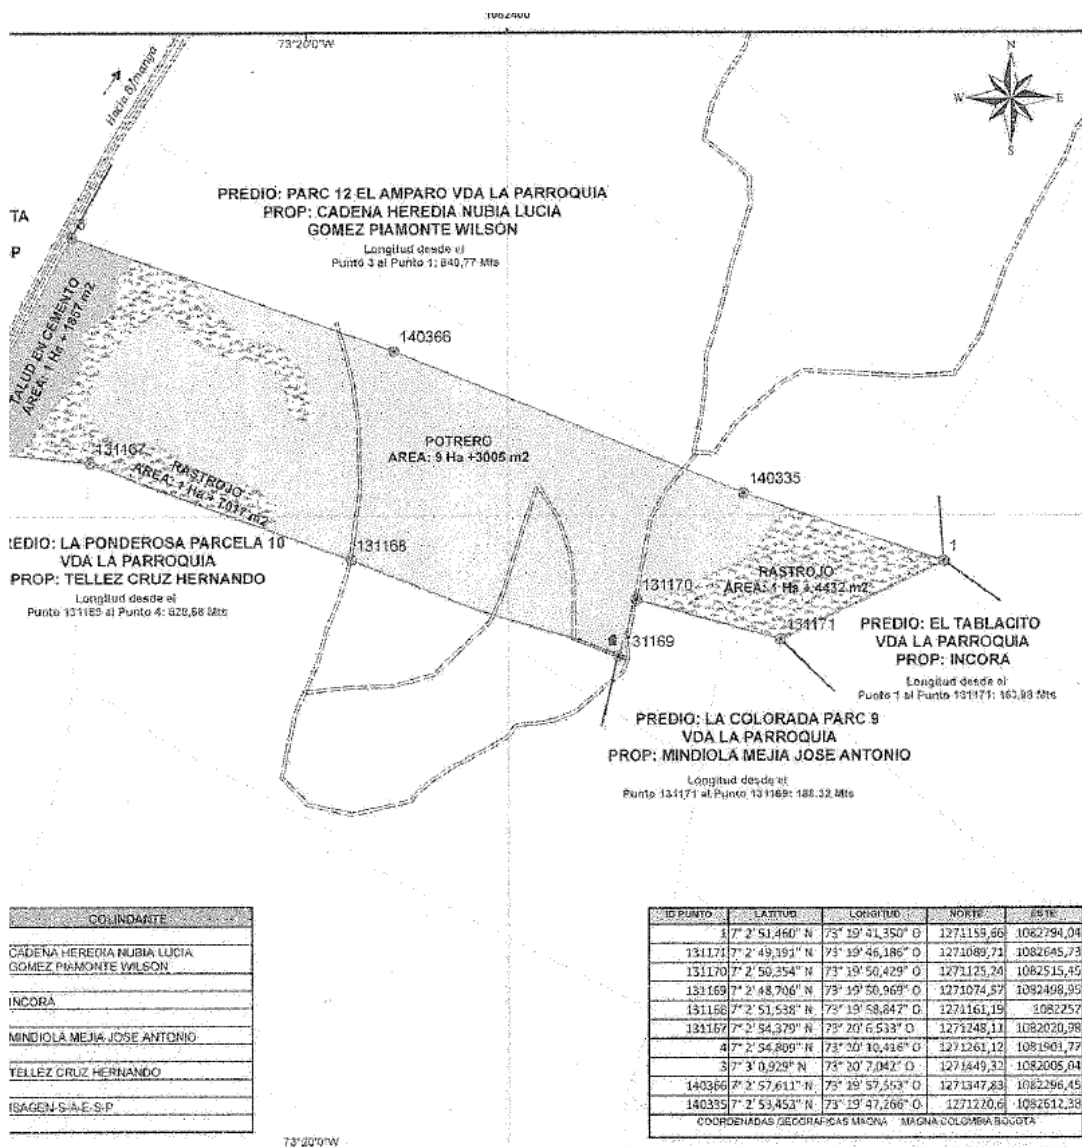 1082400
73°20'0"W
Hacia B/manga
N
W
E
S
PREDIO: PARC 12 EL AMPARO VDA LA PARROQUIA
PROP: CADENA HEREDIA NUBIA LUCIA
GOMEZ PIAMONTE WILSON
Longitud desde el
Punto 3 al Punto 1: 840,77 Mts
TA
P
TALUD EN CEMENTO
AREA: 1 Ha + 1857 m2
140366
POTRERO
AREA: 9 Ha +3005 m2
131167
RASTROJO
AREA: 1 Ha + 7017 m2
140335
REDIO: LA PONDEROSA PARCELA 10
VDA LA PARROQUIA
PROP: TELLEZ CRUZ HERNANDO
Longitud desde el
Punto 131169 al Punto 4: 628,68 Mts
131168
1
131170
RASTROJO
AREA: 1 Ha + 4432 m2
131171
131169
PREDIO: EL TABLACITO
VDA LA PARROQUIA
PROP: INCORA
Longitud desde el
Punto 1 al Punto 131171: 163,98 Mts
PREDIO: LA COLORADA PARC 9
VDA LA PARROQUIA
PROP: MINDIOLA MEJIA JOSE ANTONIO
Longitud desde el
Punto 131171 al Punto 131169: 188,32 Mts
COLINDANTE
CADENA HEREDIA NUBIA LUCIA
GOMEZ PIAMONTE WILSON
INCORA
MINDIOLA MEJIA JOSE ANTONIO
TELLEZ CRUZ HERNANDO
ISAGEN S.A E.S.P
ID PUNTO LATITUD LONGITUD NORTE ESTE
1 7° 2' 51,460" N 73° 19' 41,350" O 1271159,66 1082794,04
131171 7° 2' 49,191" N 73° 19' 46,186" O 1271089,71 1082645,73
131170 7° 2' 50,354" N 73° 19' 50,429" O 1271125,24 1082515,45
131169 7° 2' 48,706" N 73° 19' 50,969" O 1271074,57 1082498,95
131168 7° 2' 51,538" N 73° 19' 58,847" O 1271161,19 1082257
131167 7° 2' 54,379" N 73° 20' 6,533" O 1271248,11 1082020,98
4 7° 2' 54,809" N 73° 20' 10,416" O 1271261,12 1081901,77
3 7° 3' 0,929" N 73° 20' 7,042" O 1271449,32 1082005,04
140366 7° 2' 57,611" N 73° 19' 57,553" O 1271347,83 1082296,45
140335 7° 2' 53,453" N 73° 19' 47,266" O 1271220,6 1082612,38
COORDENADAS GEOGRAFICAS MAGNA MAGNA COLOMBIA BOGOTA
73°20'0"W